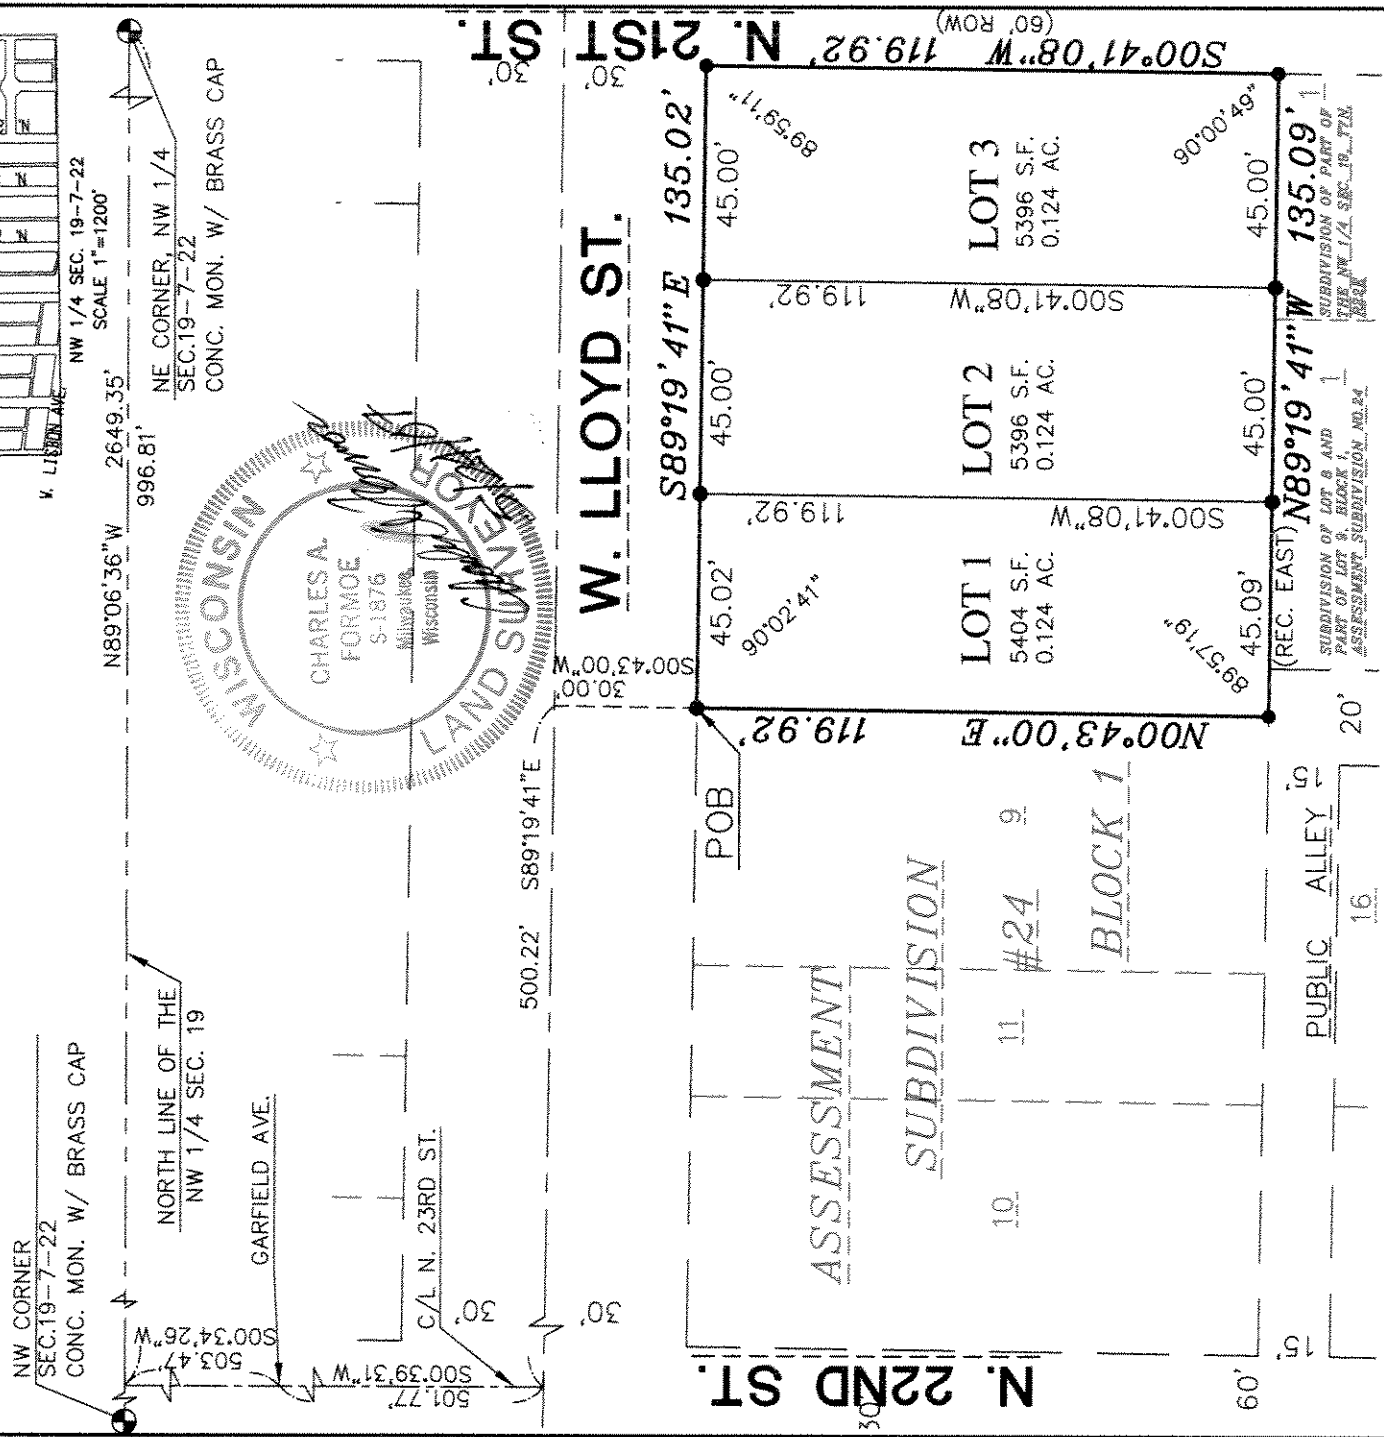 NW CORNER
SEC.19-7-22
CONC. MON. W/ BRASS CAP
NORTH LINE OF THE
NW 1/4 SEC. 19
N89°06'36"W 2649.35'
996.81'
W. LISBON AVE.
NW 1/4 SEC. 19-7-22
SCALE 1"=1200'
N
N
N
NE CORNER, NW 1/4
SEC.19-7-22
CONC. MON. W/ BRASS CAP
S00°34'26"W
503.47'
GARFIELD AVE.
S00°39'31"W
501.77'
C/L N. 23RD ST.
30'
30'
WISCONSIN
CHARLES A.
FORMOE
S-1876
Milwaukee,
Wisconsin
LAND SURVEYOR
500.22' S89°19'41"E
S00°43'00"W
30.00'
W. LLOYD ST.
30'
30'
N. 21ST ST.
(60' ROW)
N. 22ND ST.
30'
60'
POB
S89°19'41"E 135.02'
45.02'
45.00'
45.00'
90°02'41"
89°59'11"
N00°43'00"E 119.92'
S00°41'08"W 119.92'
S00°41'08"W 119.92'
S00°41'08"W 119.92'
LOT 1
5404 S.F.
0.124 AC.
LOT 2
5396 S.F.
0.124 AC.
LOT 3
5396 S.F.
0.124 AC.
89°57'19"
90°00'49"
45.09'
45.00'
45.00'
(REC. EAST)
N89°19'41"W 135.09'
ASSESSMENT
SUBDIVISION
#24
BLOCK 1
10
11
9
15'
15'
PUBLIC ALLEY
20'
16
SUBDIVISION OF LOT 8 AND
PART OF LOT 9, BLOCK 1,
ASSESSMENT SUBDIVISION NO.24
1
SUBDIVISION OF PART OF
THE NW 1/4 SEC. 19, T7N,
R22E
1